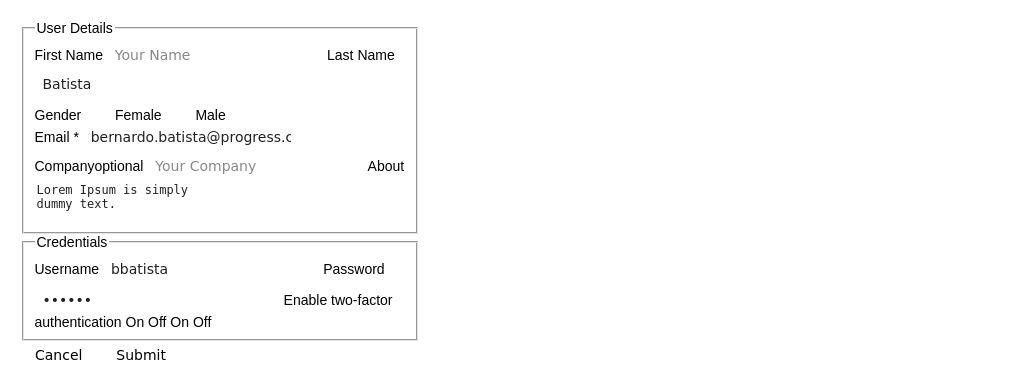 User Details
First Name Your Name Last Name
Batista
Gender Female Male
Email * bernardo.batista@progress.c
Companyoptional Your Company About
Lorem Ipsum is simply
dummy text.
Credentials
Username bbatista Password
••••••  Enable two-factor
authentication On Off On Off
Cancel Submit